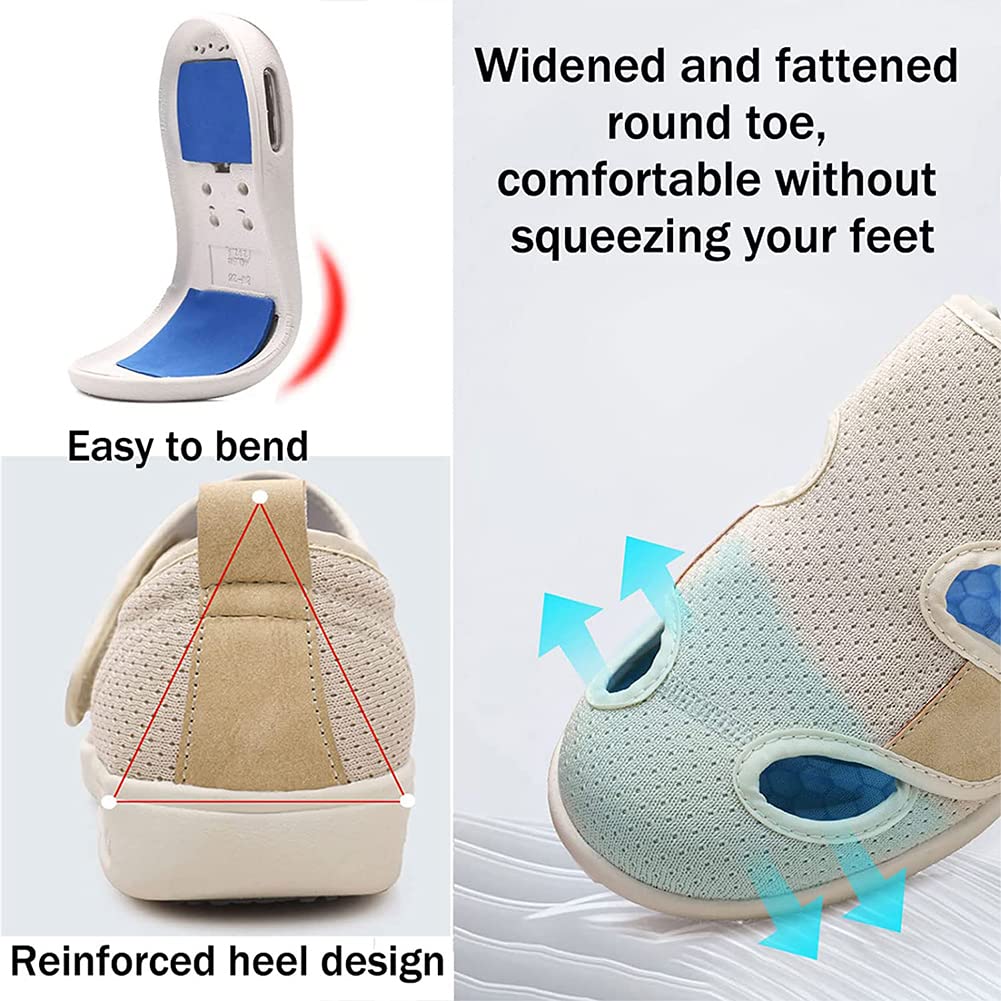 Widened and fattened
round toe,
comfortable without
squeezing your feet
Easy to bend
Reinforced heel design